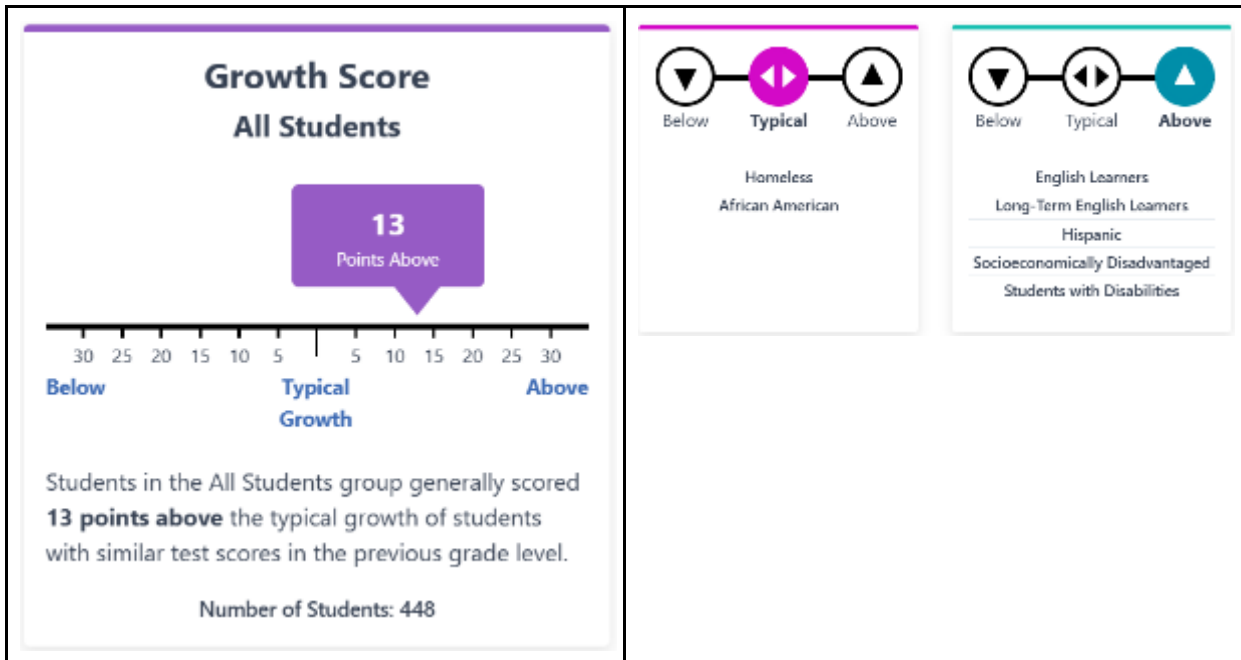 Growth Score
All Students
13
Points Above
30 25 20 15 10 5 5 10 15 20 25 30
Below Typical Above
Growth
Students in the All Students group generally scored
13 points above the typical growth of students
with similar test scores in the previous grade level.
Number of Students: 448
Below Typical Above
Homeless
African American
Below Typical Above
English Learners
Long-Term English Learners
Hispanic
Socioeconomically Disadvantaged
Students with Disabilities